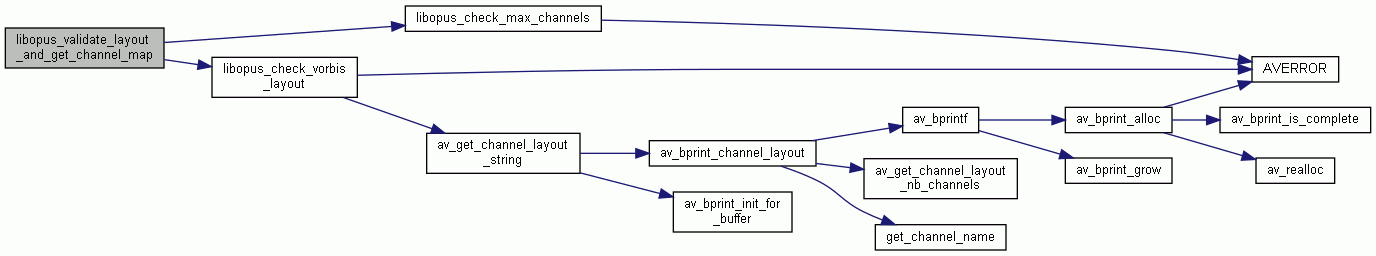 libopus_validate_layout
_and_get_channel_map
libopus_check_max_channels
libopus_check_vorbis
_layout
AVERROR
av_get_channel_layout
_string
av_bprint_channel_layout
av_bprintf
av_bprint_alloc
av_bprint_is_complete
av_get_channel_layout
_nb_channels
av_bprint_grow
av_realloc
av_bprint_init_for
_buffer
get_channel_name